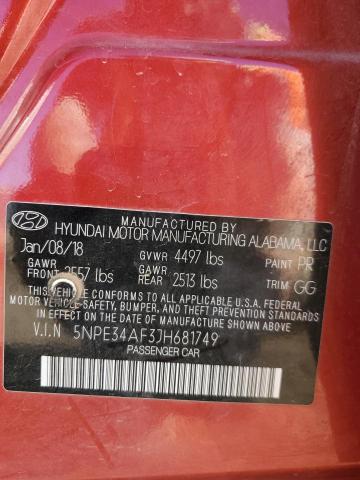 MANUFACTURED BY
HYUNDAI MOTOR MANUFACTURING ALABAMA, LLC
Jan/08/18 GVWR 4497 lbs PAINT PR
GAWR FRONT 2557 lbs GAWR REAR 2513 lbs TRIM GG
THIS VEHICLE CONFORMS TO ALL APPLICABLE U.S.A. FEDERAL
MOTOR VEHICLE SAFETY, BUMPER, AND THEFT PREVENTION STANDARDS
IN EFFECT ON THE DATE OF MANUFACTURE SHOWN ABOVE.
V.I.N 5NPE34AF3JH681749
PASSENGER CAR